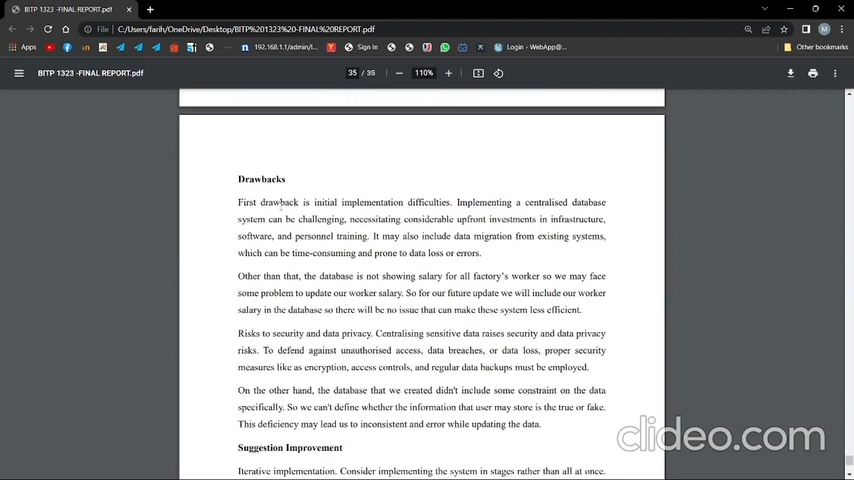 BITP 1323 -FINAL REPORT.pdf
File
C:/Users/farih/OneDrive/Desktop/BITP%201323%20-FINAL%20REPORT.pdf
Apps
192.168.1.1/admin/l...
Sign In
Login - WebApp@...
Other bookmarks
BITP 1323 -FINAL REPORT.pdf
35 / 35
110%
Drawbacks
First drawback is initial implementation difficulties. Implementing a centralised database
system can be challenging, necessitating considerable upfront investments in infrastructure,
software, and personnel training. It may also include data migration from existing systems,
which can be time-consuming and prone to data loss or errors.
Other than that, the database is not showing salary for all factory's worker so we may face
some problem to update our worker salary. So for our future update we will include our worker
salary in the database so there will be no issue that can make these system less efficient.
Risks to security and data privacy. Centralising sensitive data raises security and data privacy
risks. To defend against unauthorised access, data breaches, or data loss, proper security
measures like as encryption, access controls, and regular data backups must be employed.
On the other hand, the database that we created didn't include some constraint on the data
specifically. So we can't define whether the information that user may store is the true or fake.
This deficiency may lead us to inconsistent and error while updating the data.
Suggestion Improvement
Iterative implementation. Consider implementing the system in stages rather than all at once.
clideo.com